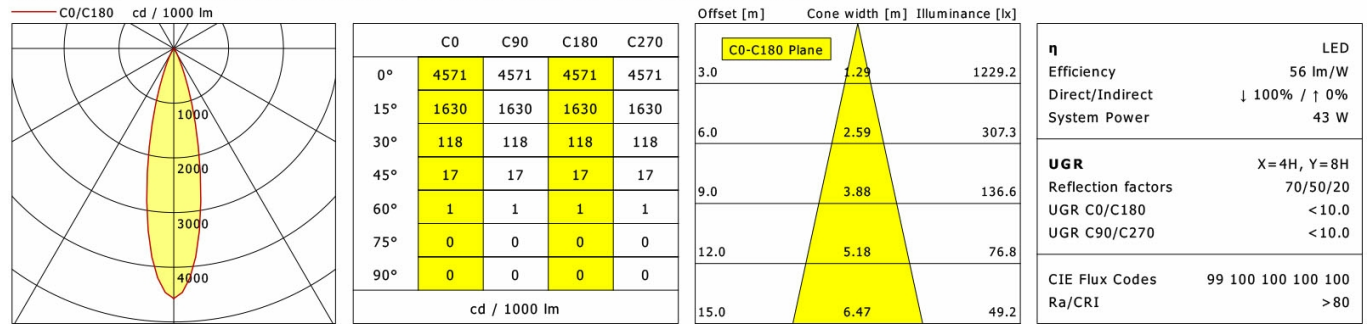 C0/C180 cd / 1000 lm
1000
2000
3000
4000
C0 C90 C180 C270
0° 4571 4571 4571 4571
15° 1630 1630 1630 1630
30° 118 118 118 118
45° 17 17 17 17
60° 1 1 1 1
75° 0 0 0 0
90° 0 0 0 0
cd / 1000 lm
Offset [m] Cone width [m] Illuminance [lx]
C0-C180 Plane
3.0 1.29 1229.2
6.0 2.59 307.3
9.0 3.88 136.6
12.0 5.18 76.8
15.0 6.47 49.2
η LED
Efficiency 56 lm/W
Direct/Indirect ↓ 100% / ↑ 0%
System Power 43 W
UGR X=4H, Y=8H
Reflection factors 70/50/20
UGR C0/C180 <10.0
UGR C90/C270 <10.0
CIE Flux Codes 99 100 100 100 100
Ra/CRI >80